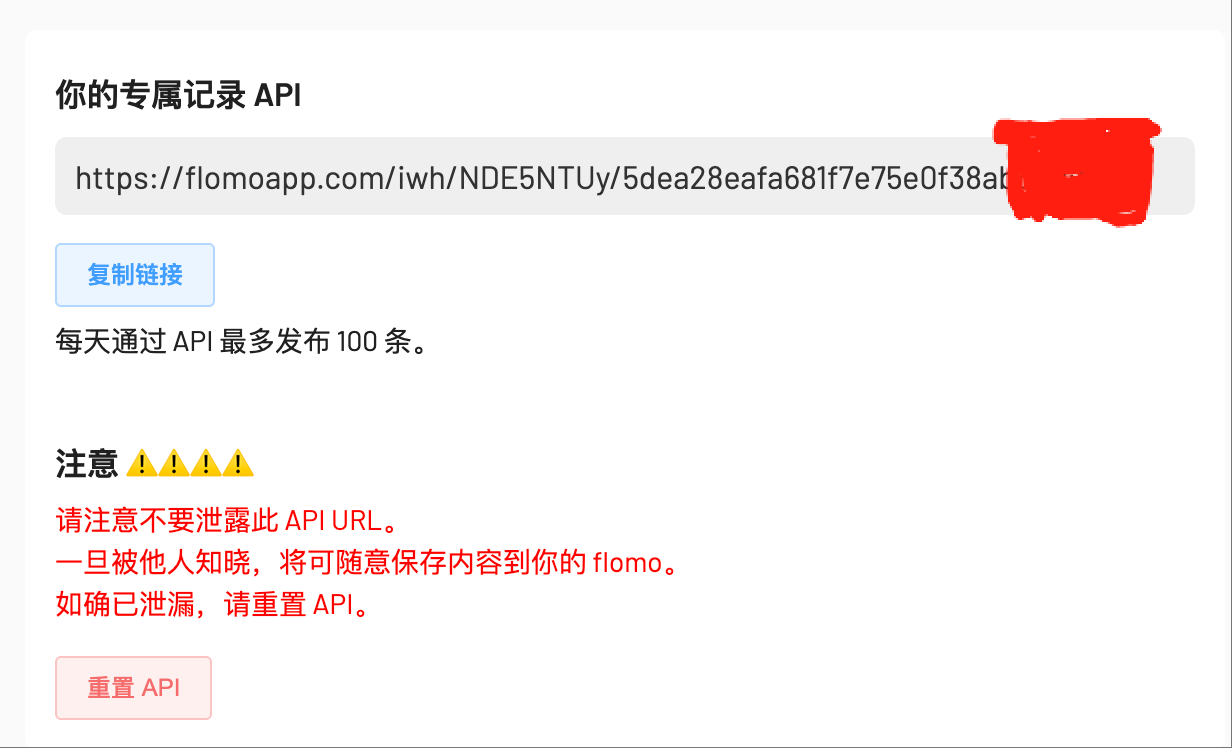 你的专属记录 API
https://flomoapp.com/iwh/NDE5NTUy/5dea28eafa681f7e75e0f38a
复制链接
每天通过 API 最多发布 100 条。
注意 ⚠️⚠️⚠️⚠️
请注意不要泄露此 API URL。
一旦被他人知晓，将可随意保存内容到你的 flomo。
如确已泄漏，请重置 API。
重置 API